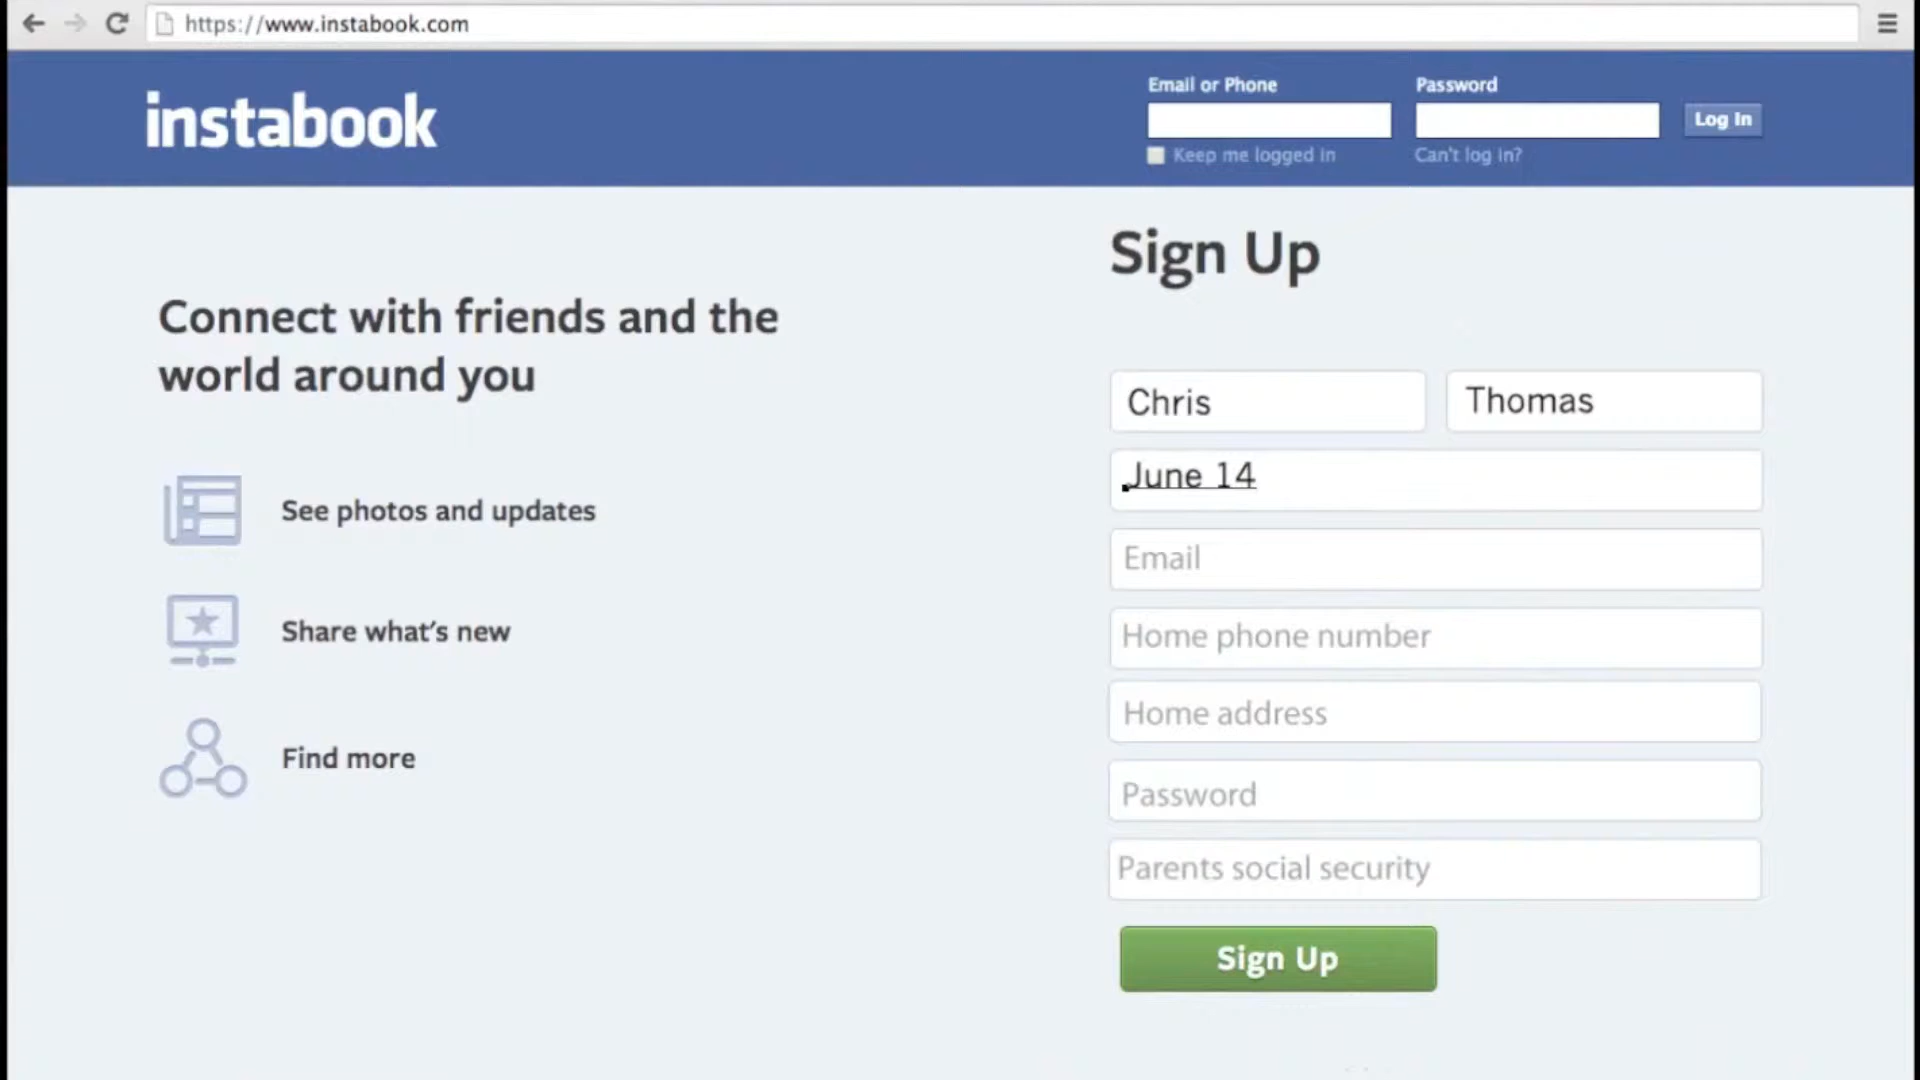 https://www.instabook.com
instabook
Email or Phone
Password
Log In
Keep me logged in
Can't log in?
Sign Up
Connect with friends and the
world around you
Chris
Thomas
June 14
See photos and updates
Email
Share what's new
Home phone number
Home address
Find more
Password
Parents social security
Sign Up